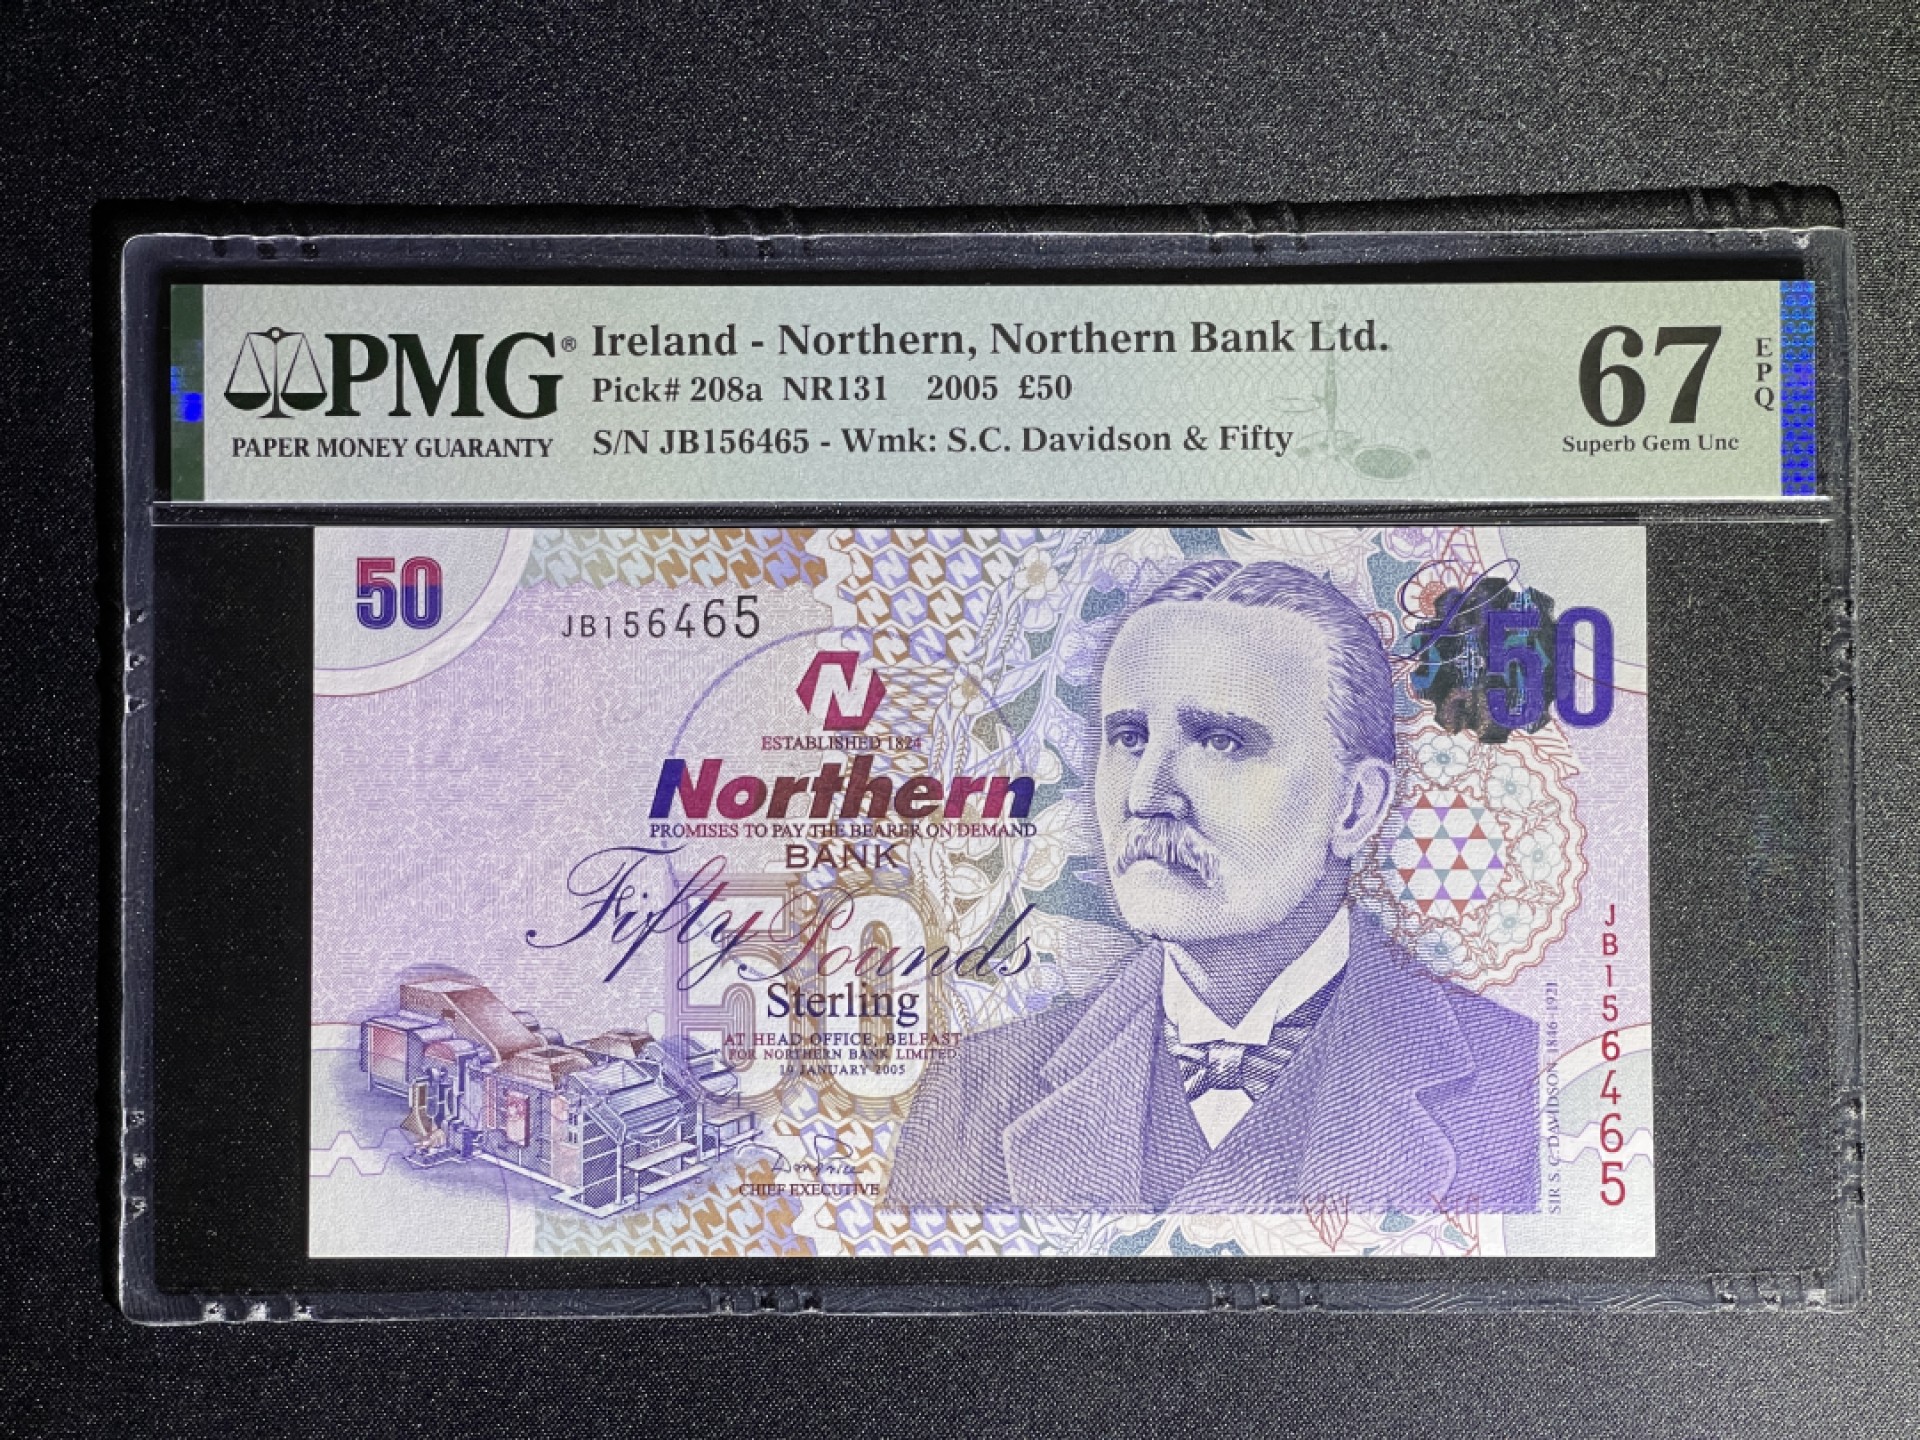 PMG®
PAPER MONEY GUARANTY
Ireland - Northern, Northern Bank Ltd.
Pick# 208a NR131 2005 £50
S/N JB156465 - Wmk: S.C. Davidson & Fifty
67
EPQ
Superb Gem Unc
50
JB156465
50
N
ESTABLISHED 1824
Northern
PROMISES TO PAY THE BEARER ON DEMAND
BANK
Fifty Pounds
50
Sterling
AT HEAD OFFICE, BELFAST
FOR NORTHERN BANK LIMITED
19 JANUARY 2005
CHIEF EXECUTIVE
SIR S.C. DAVIDSON 1846-1921
JB156465